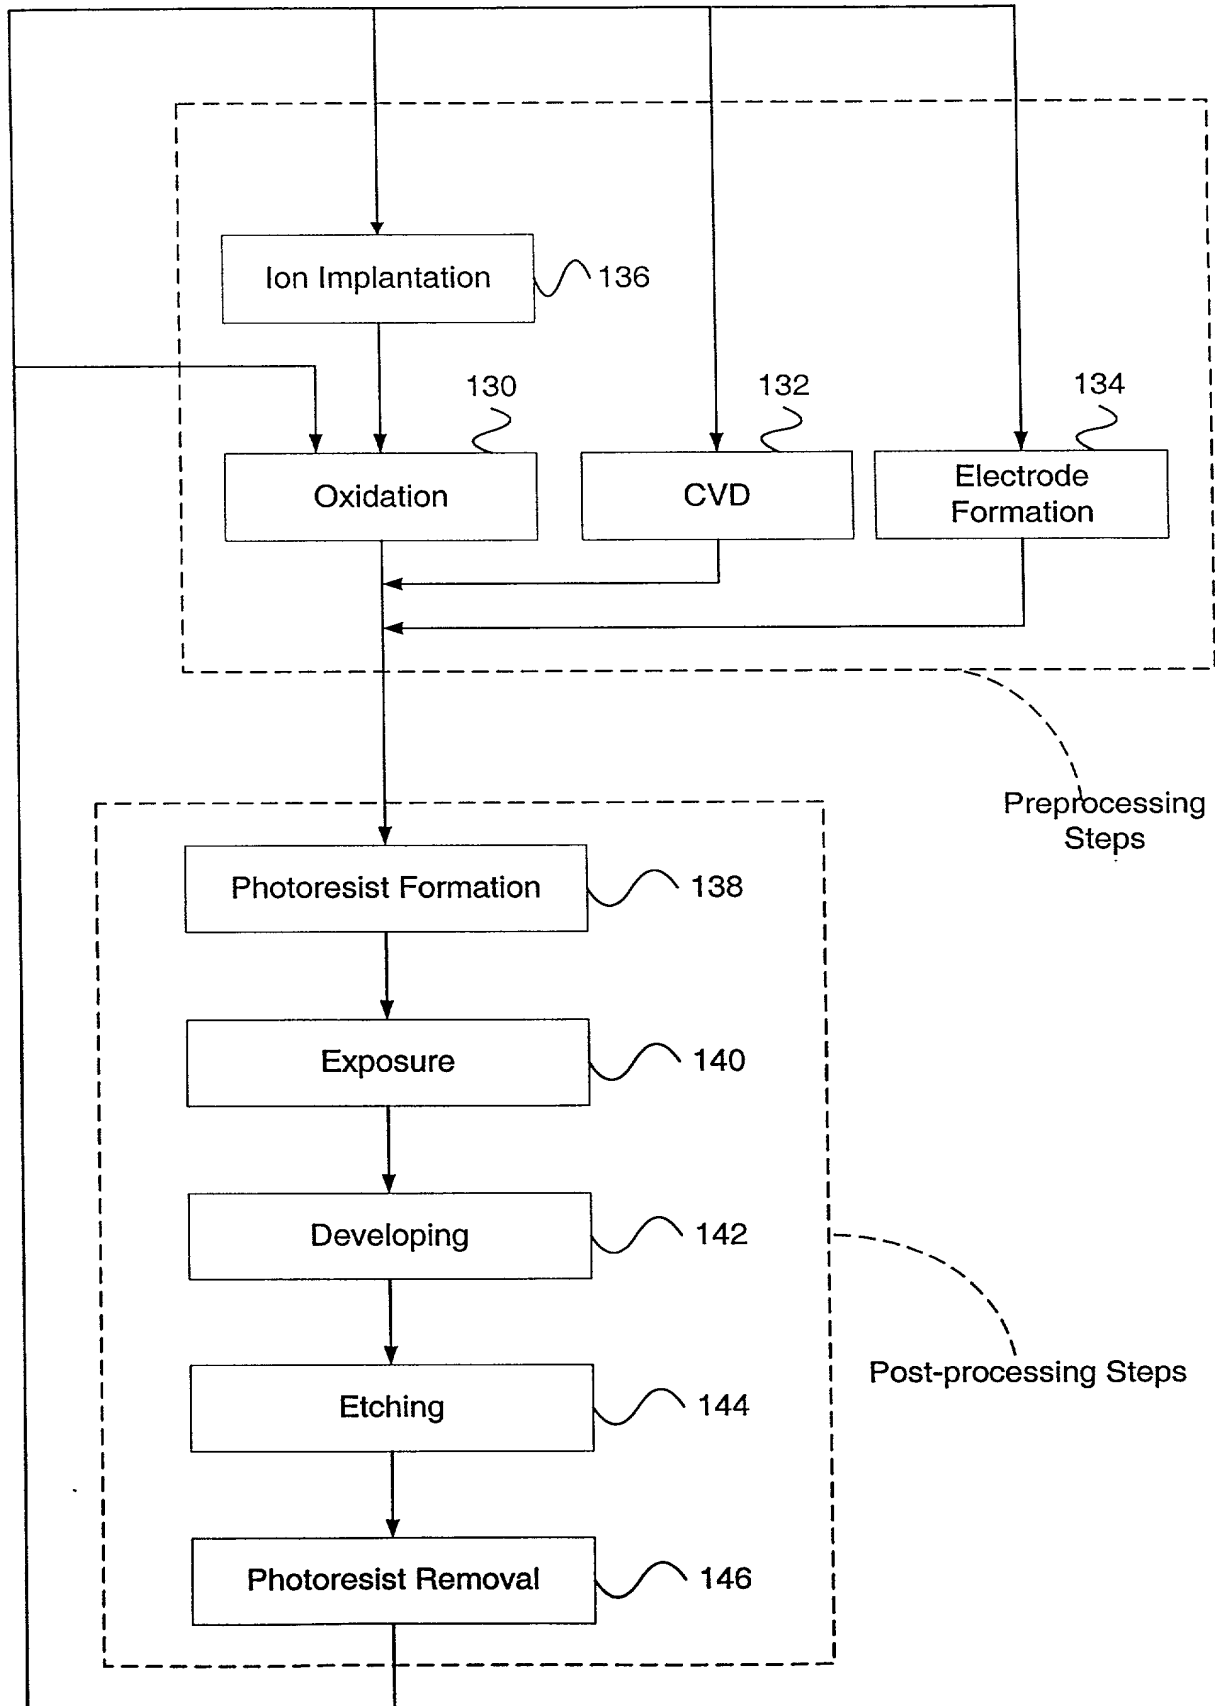 Ion Implantation
136
130
132
134
Oxidation
CVD
Electrode
Formation
Preprocessing
Steps
Photoresist Formation
138
Exposure
140
Developing
142
Post-processing Steps
Etching
144
Photoresist Removal
146